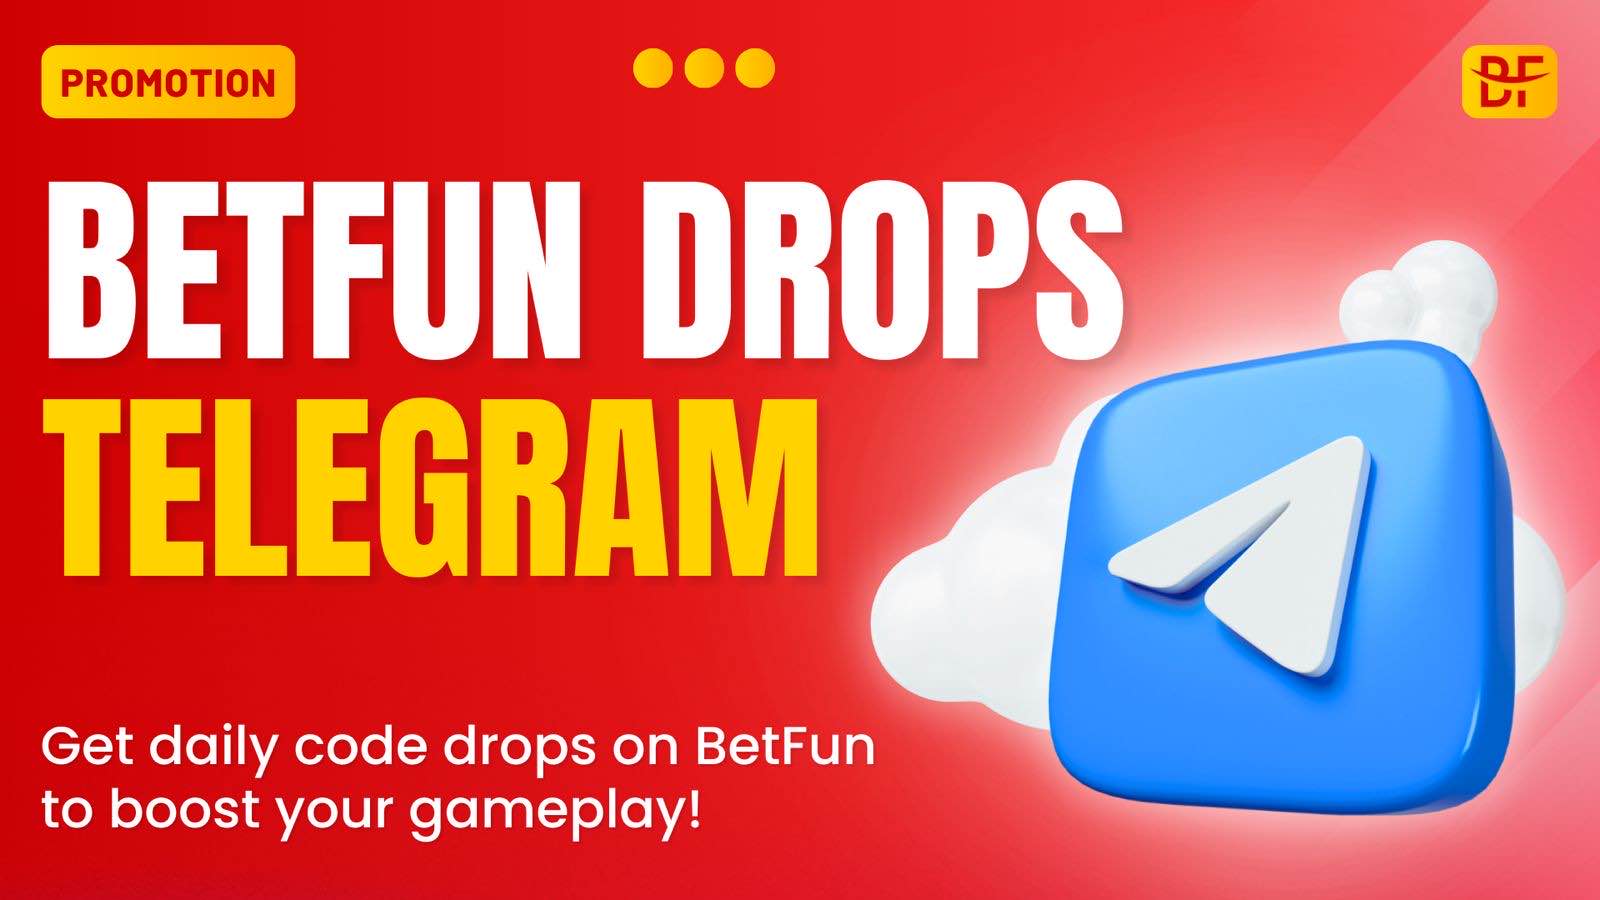 PROMOTION
BF
BETFUN DROPS
TELEGRAM
Get daily code drops on BetFun
to boost your gameplay!